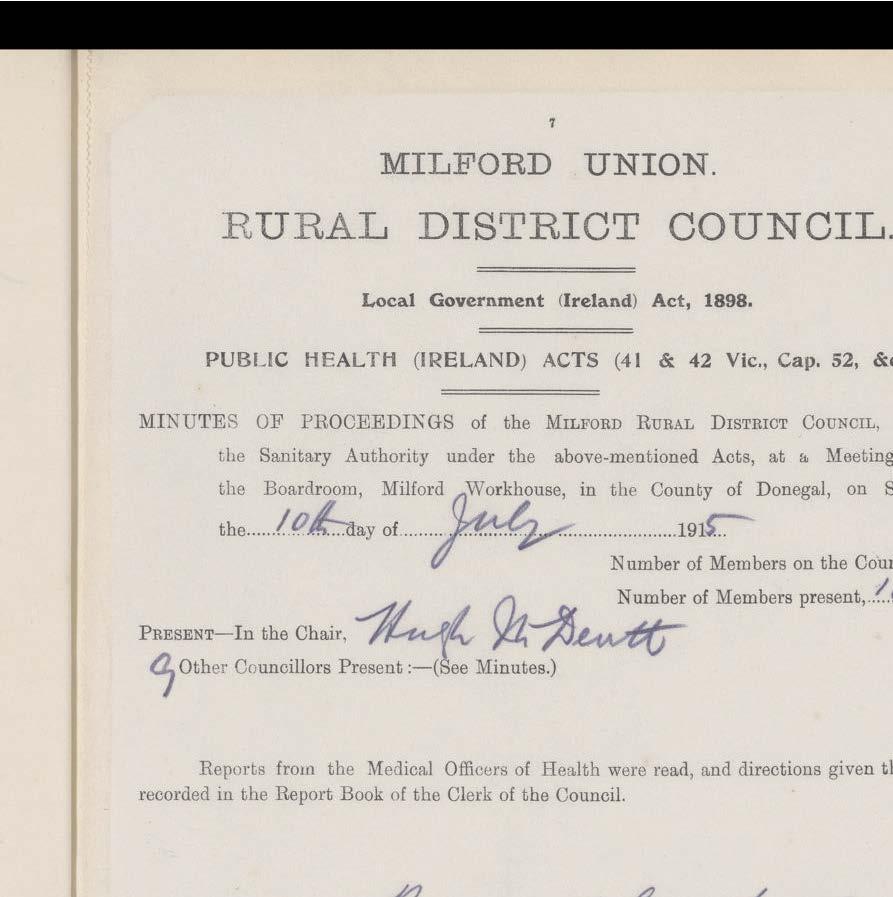 7
MILFORD UNION.
RURAL DISTRICT COUNCIL.
Local Government (Ireland) Act, 1898.
PUBLIC HEALTH (IRELAND) ACTS (41 & 42 Vic., Cap. 52, &c
MINUTES OF PROCEEDINGS of the MILFORD RURAL DISTRICT COUNCIL,
the Sanitary Authority under the above-mentioned Acts, at a Meeting
the Boardroom, Milford Workhouse, in the County of Donegal, on S
the 10th day of July 1915
Number of Members on the Coun
Number of Members present,
PRESENT—In the Chair, Hugh McDevitt
9 Other Councillors Present:—(See Minutes.)
Reports from the Medical Officers of Health were read, and directions given th
recorded in the Report Book of the Clerk of the Council.